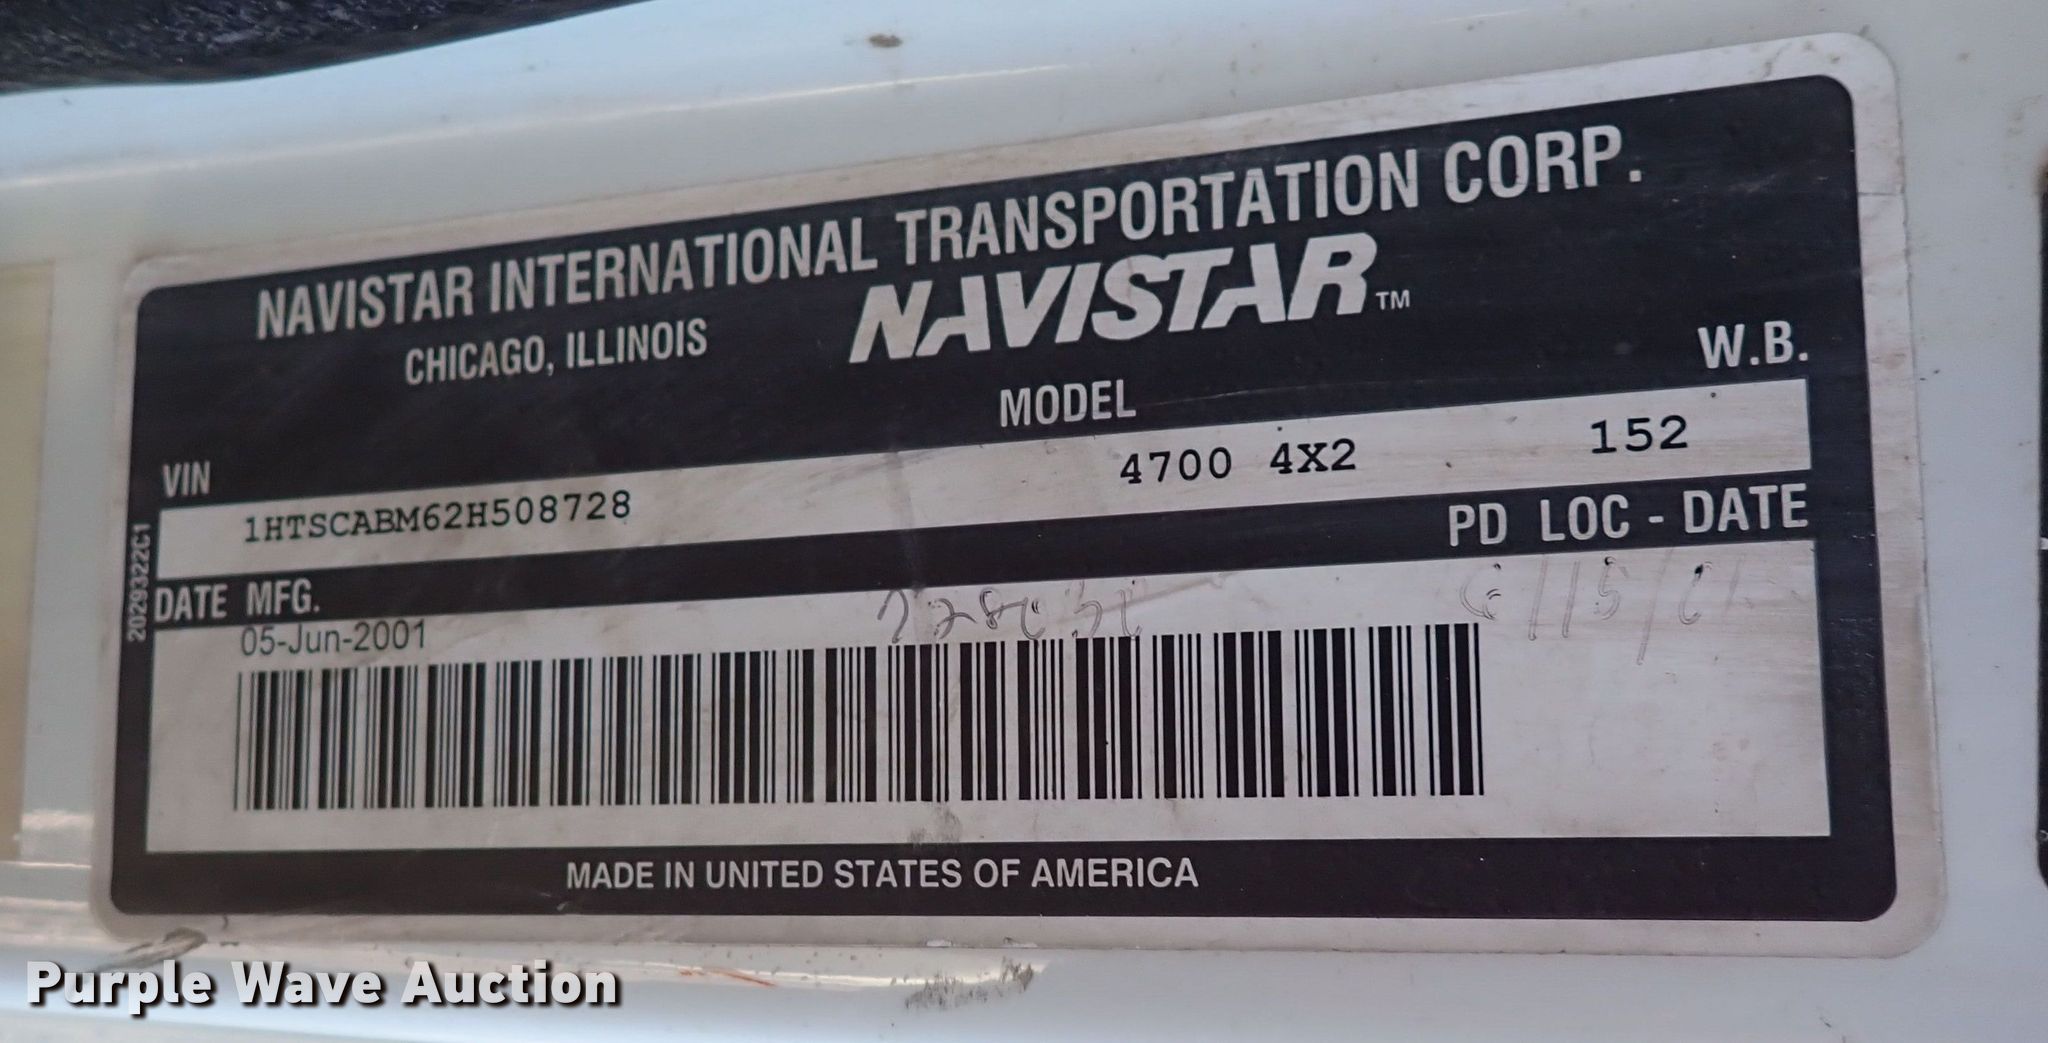 NAVISTAR INTERNATIONAL TRANSPORTATION CORP.
CHICAGO, ILLINOIS
NAVISTAR™
VIN
MODEL
W.B.
1HTSCABM62H508728
4700 4X2
152
DATE MFG.
PD LOC - DATE
05-Jun-2001
2029322C1
MADE IN UNITED STATES OF AMERICA
Purple Wave Auction